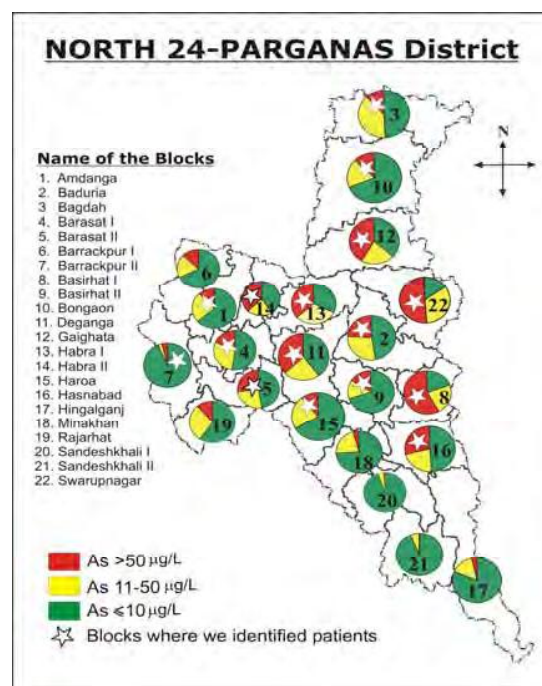 NORTH 24-PARGANAS District
N
Name of the Blocks
1. Amdanga
2. Baduria
3. Bagdah
4. Barasat I
5. Barasat II
6. Barrackpur I
7. Barrackpur II
8. Basirhat I
9. Basirhat II
10. Bongaon
11. Deganga
12. Gaighata
13. Habra I
14. Habra II
15. Haroa
16. Hasnabad
17. Hingalganj
18. Minakhan
19. Rajarhat
20. Sandeshkhali I
21. Sandeshkhali II
22. Swarupnagar
3
10
12
6
1
14
13
22
2
4
11
7
5
9
8
19
15
18
16
20
21
17
As >50 µg/L
As 11-50 µg/L
As ≤10 µg/L
Blocks where we identified patients